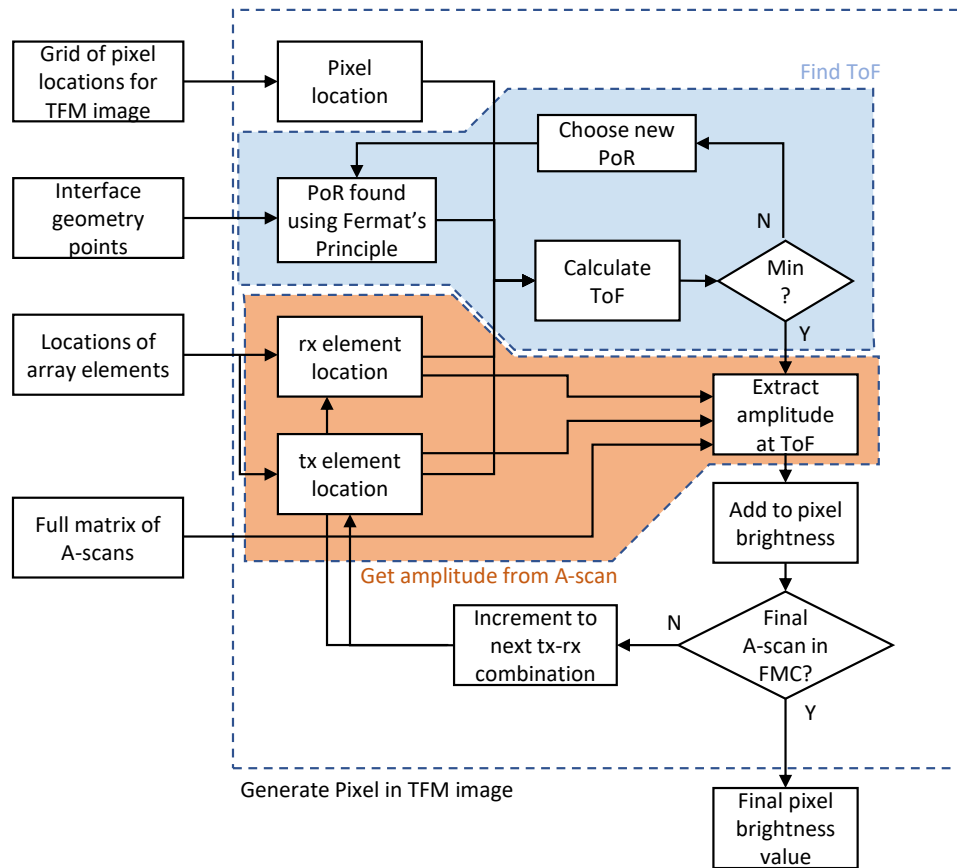 Grid of pixel
locations for
TFM image
Pixel
location
Find ToF
Choose new
PoR
Interface
geometry
points
PoR found
using Fermat’s
Principle
N
Calculate
ToF
Min
?
Y
Locations of
array elements
rx element
location
Extract
amplitude
at ToF
tx element
location
Full matrix of
A-scans
Add to pixel
brightness
Get amplitude from A-scan
Increment to
next tx-rx
combination
N
Final
A-scan in
FMC?
Y
Generate Pixel in TFM image
Final pixel
brightness
value